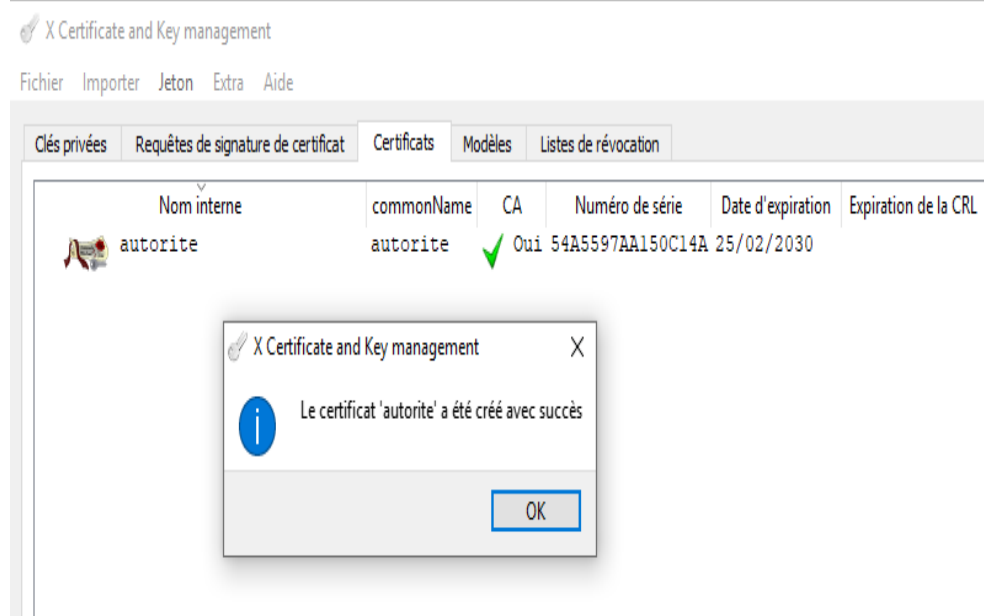 X Certificate and Key management
Fichier Importer Jeton Extra Aide
Clés privées Requêtes de signature de certificat Certificats Modèles Listes de révocation
Nom interne commonName CA Numéro de série Date d'expiration Expiration de la CRL
autorite autorite Oui 54A5597AA150C14A 25/02/2030
X Certificate and Key management
Le certificat 'autorite' a été créé avec succès
OK